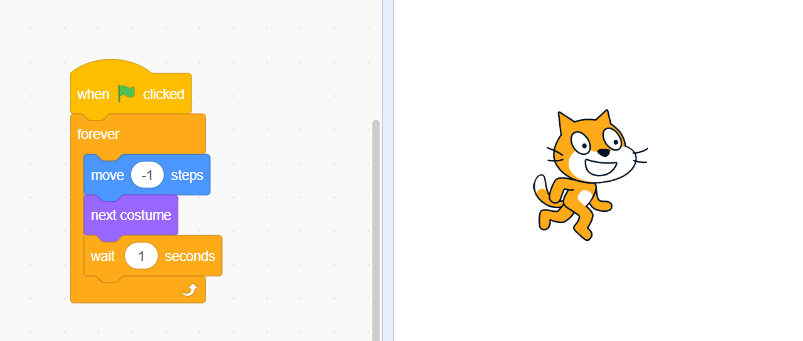 when clicked
forever
move -1 steps
next costume
wait 1 seconds